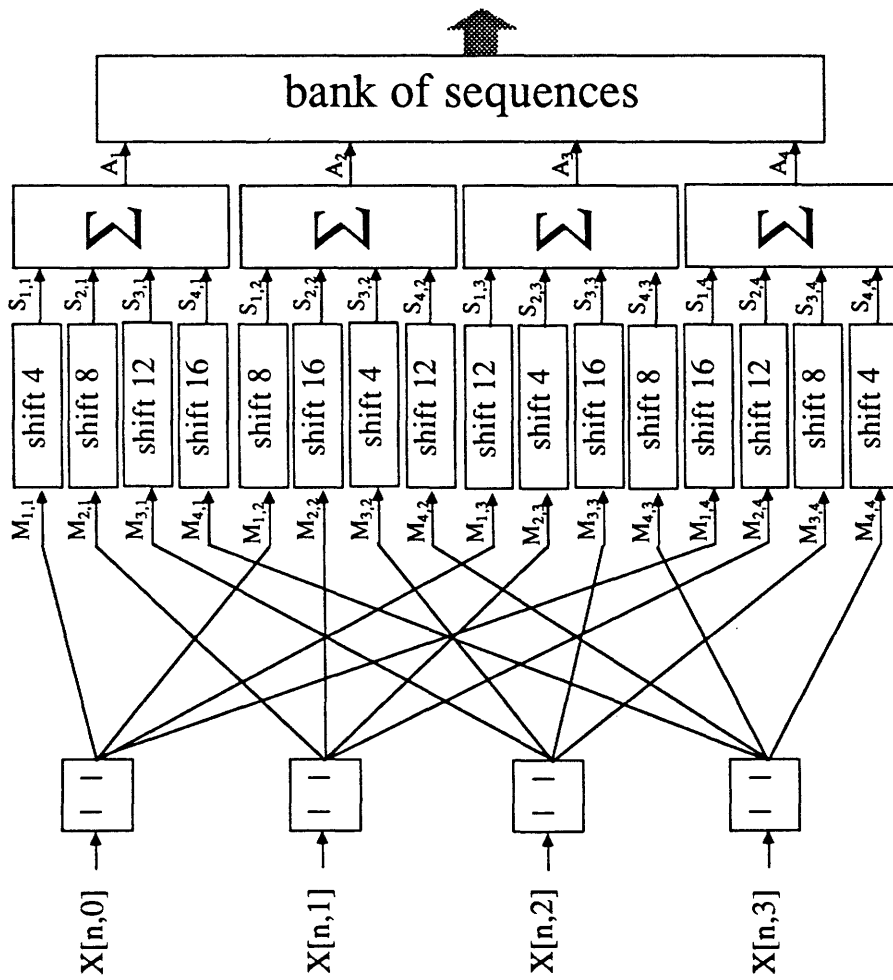 bank of sequences
A₁ A₂ A₃ A₄
Σ Σ Σ Σ
S₁,₁ S₂,₁ S₃,₁ S₄,₁ S₁,₂ S₂,₂ S₃,₂ S₄,₂ S₁,₃ S₂,₃ S₃,₃ S₄,₃ S₁,₄ S₂,₄ S₃,₄ S₄,₄
shift 4
shift 8
shift 12
shift 16
shift 8
shift 16
shift 4
shift 12
shift 12
shift 4
shift 16
shift 8
shift 16
shift 12
shift 8
shift 4
M₁,₁ M₂,₁ M₃,₁ M₄,₁ M₁,₂ M₂,₂ M₃,₂ M₄,₂ M₁,₃ M₂,₃ M₃,₃ M₄,₃ M₁,₄ M₂,₄ M₃,₄ M₄,₄
| | | | | | | |
X[n,0]
X[n,1]
X[n,2]
X[n,3]